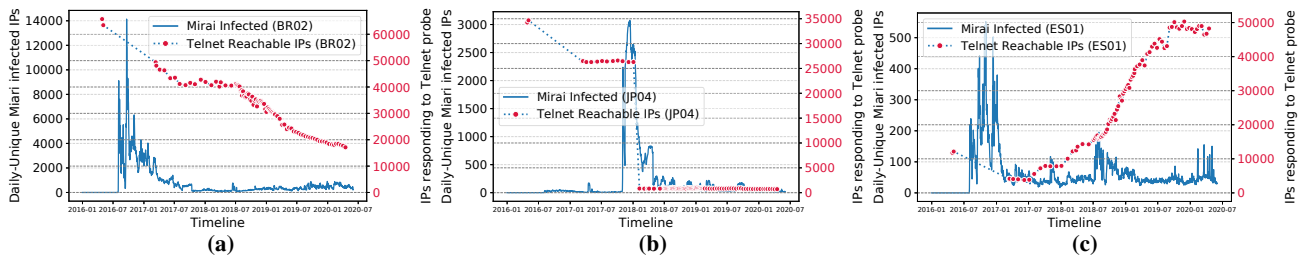 Daily-Unique Miari infected IPs
14000
12000
10000
8000
6000
4000
2000
0
Mirai Infected (BR02)
Telnet Reachable IPs (BR02)
60000
50000
40000
30000
20000
10000
0
IPs responding to Telnet probe
2016-01 2016-07 2017-01 2017-07 2018-01 2018-07 2019-01 2019-07 2020-01 2020-07
Timeline
(a)
Daily-Unique Miari infected IPs
3000
2500
2000
1500
1000
500
0
Mirai Infected (JP04)
Telnet Reachable IPs (JP04)
35000
30000
25000
20000
15000
10000
5000
0
IPs responding to Telnet probe
2016-01 2016-07 2017-01 2017-07 2018-01 2018-07 2019-01 2019-07 2020-01 2020-07
Timeline
(b)
Daily-Unique Miari infected IPs
500
400
300
200
100
0
Mirai Infected (ES01)
Telnet Reachable IPs (ES01)
50000
40000
30000
20000
10000
0
IPs responding to Telnet probe
2016-01 2016-07 2017-01 2017-07 2018-01 2018-07 2019-01 2019-07 2020-01 2020-07
Timeline
(c)